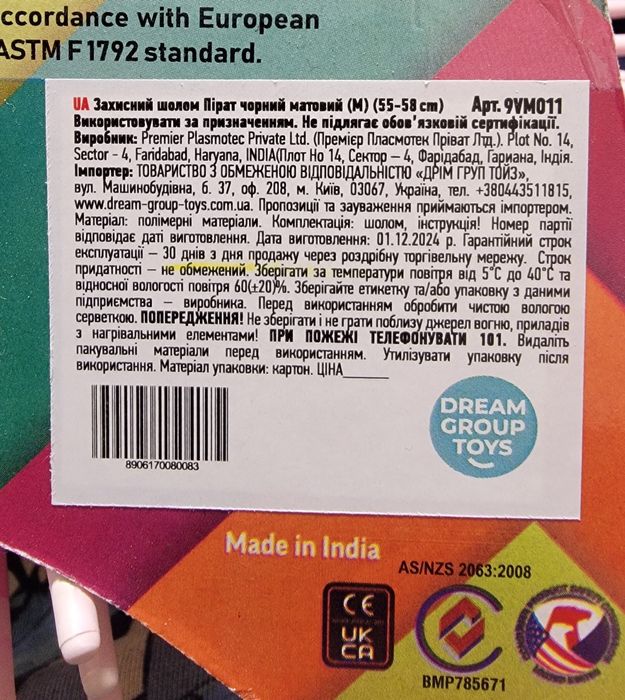 ccordance with European
ASTM F 1792 standard.
UA Захисний шолом Пірат чорний матовий (М) (55-58 cm) Арт. 9VM011
Використовувати за призначенням. Не підлягає обов'язковій сертифікації.
Виробник: Premier Plasmotec Private Ltd. (Премієр Пласмотек Пріват Лтд.). Plot No. 14,
Sector - 4, Faridabad, Haryana, INDIA(Плот Но 14, Сектор – 4, Фарідабад, Гаріана, Індія.
Імпортер: ТОВАРИСТВО З ОБМЕЖЕНОЮ ВІДПОВІДАЛЬНІСТЮ «ДРІМ ГРУП ТОЙЗ»,
вул. Машинобудівна, б. 37, оф. 208, м. Київ, 03067, Україна, тел. +380443511815,
www.dream-group-toys.com.ua. Пропозиції та зауваження приймаються імпортером.
Матеріал: полімерні матеріали. Комплектація: шолом, інструкція! Номер партії
відповідає даті виготовлення. Дата виготовлення: 01.12.2024 р. Гарантійний строк
експлуатації – 30 днів з дня продажу через роздрібну торгівельну мережу. Строк
придатності – не обмежений. Зберігати за температури повітря від 5°С до 40°С та
відносної вологості повітря 60(±20)%. Зберігайте етикетку та/або упаковку з даними
підприємства – виробника. Перед використанням обробити чистою вологою
серветкою. ПОПЕРЕДЖЕННЯ! Не зберігати і не грати поблизу джерел вогню, приладів
з нагрівальними елементами! ПРИ ПОЖЕЖІ ТЕЛЕФОНУВАТИ 101. Видаліть
пакувальні матеріали перед використанням. Утилізувати упаковку після
використання. Матеріал упаковки: картон. ЦІНА______
8906170080083
DREAM
GROUP
TOYS
Made in India
AS/NZS 2063:2008
CE
UK
CA
BMP785671